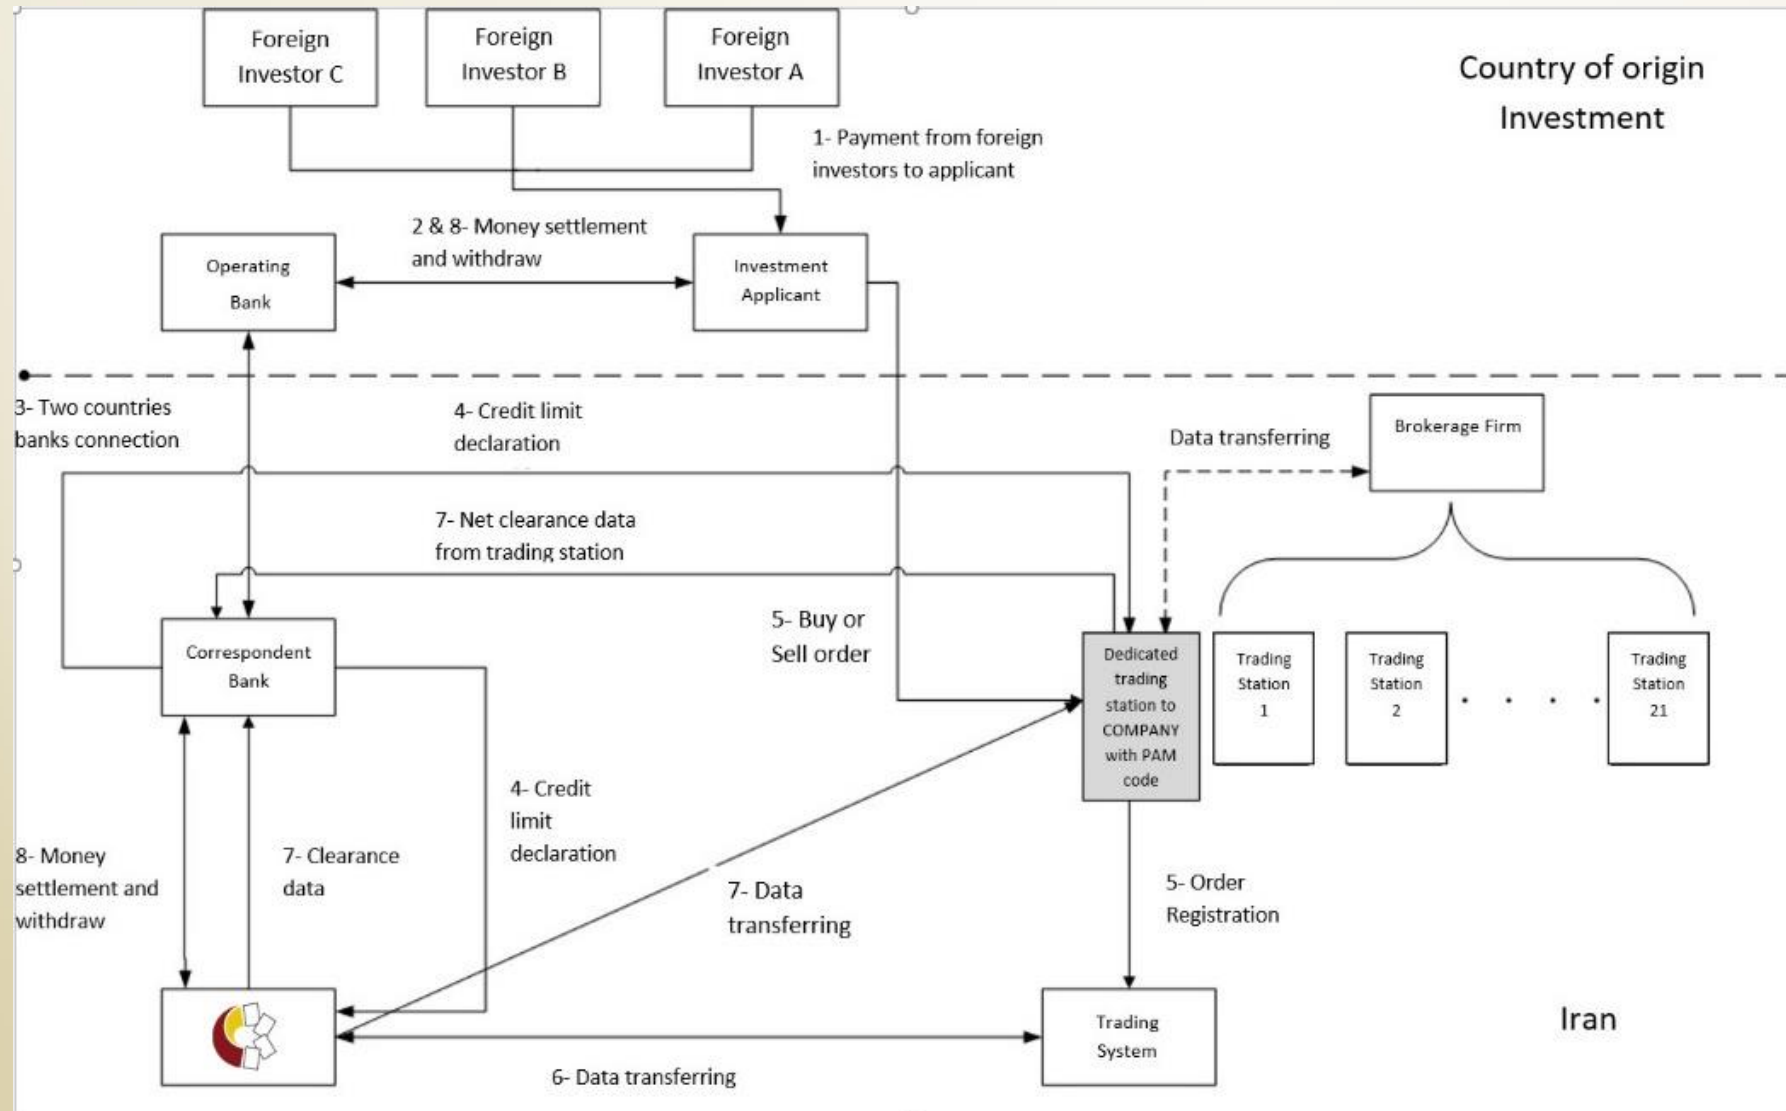 Foreign
Investor C
Foreign
Investor B
Foreign
Investor A
Country of origin
Investment
1- Payment from foreign
investors to applicant
2 & 8- Money settlement
and withdraw
Operating
Bank
Investment
Applicant
3- Two countries
banks connection
4- Credit limit
declaration
Data transferring
Brokerage Firm
7- Net clearance data
from trading station
5- Buy or
Sell order
Correspondent
Bank
Dedicated
trading
station to
COMPANY
with PAM
code
Trading
Station
1
Trading
Station
2
. . . .
Trading
Station
21
4- Credit
limit
declaration
8- Money
settlement and
withdraw
7- Clearance
data
7- Data
transferring
5- Order
Registration
Trading
System
Iran
6- Data transferring